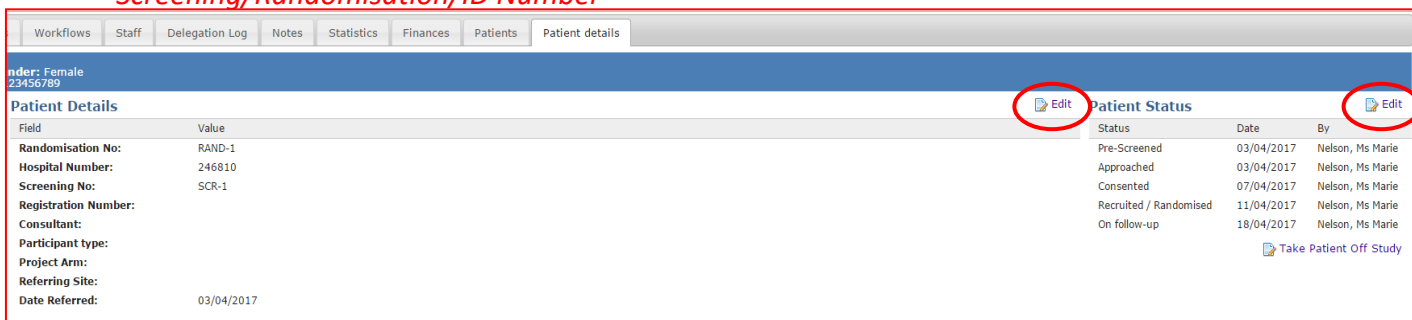 Screening/Randomisation/ID Number
Workflows Staff Delegation Log Notes Statistics Finances Patients Patient details
nder: Female
23456789
Patient Details Edit
Field Value
Randomisation No: RAND-1
Hospital Number: 246810
Screening No: SCR-1
Registration Number:
Consultant:
Participant type:
Project Arm:
Referring Site:
Date Referred: 03/04/2017
Patient Status Edit
Status Date By
Pre-Screened 03/04/2017 Nelson, Ms Marie
Approached 03/04/2017 Nelson, Ms Marie
Consented 07/04/2017 Nelson, Ms Marie
Recruited / Randomised 11/04/2017 Nelson, Ms Marie
On follow-up 18/04/2017 Nelson, Ms Marie
Take Patient Off Study